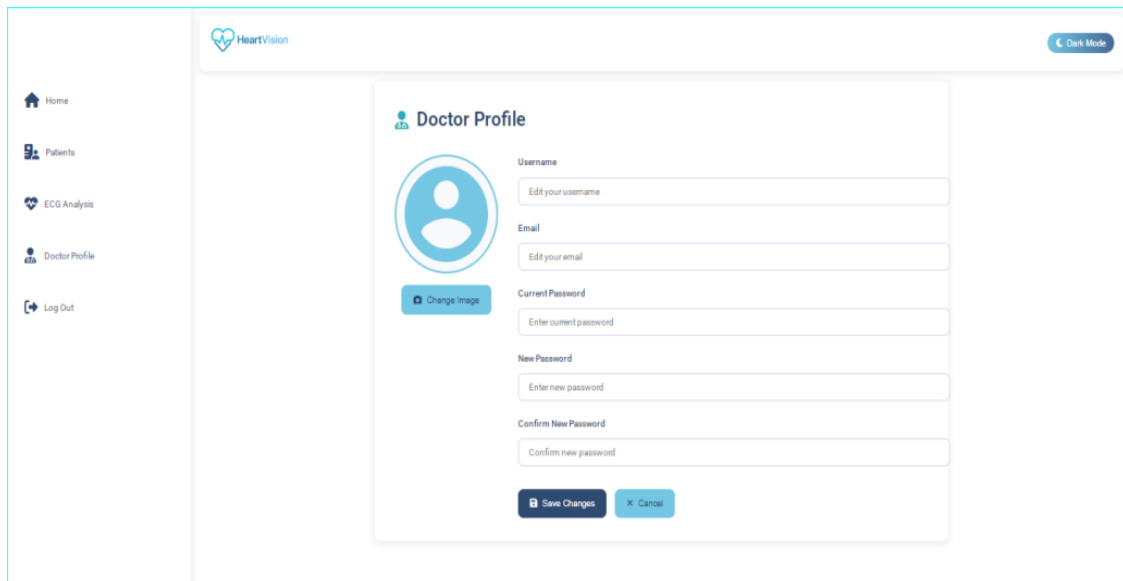 HeartVision
Dark Mode
Home
Patients
ECG Analysis
Doctor Profile
Log Out
Doctor Profile
Change Image
Username
Edit your username
Email
Edit your email
Current Password
Enter current password
New Password
Enter new password
Confirm New Password
Confirm new password
Save Changes
Cancel